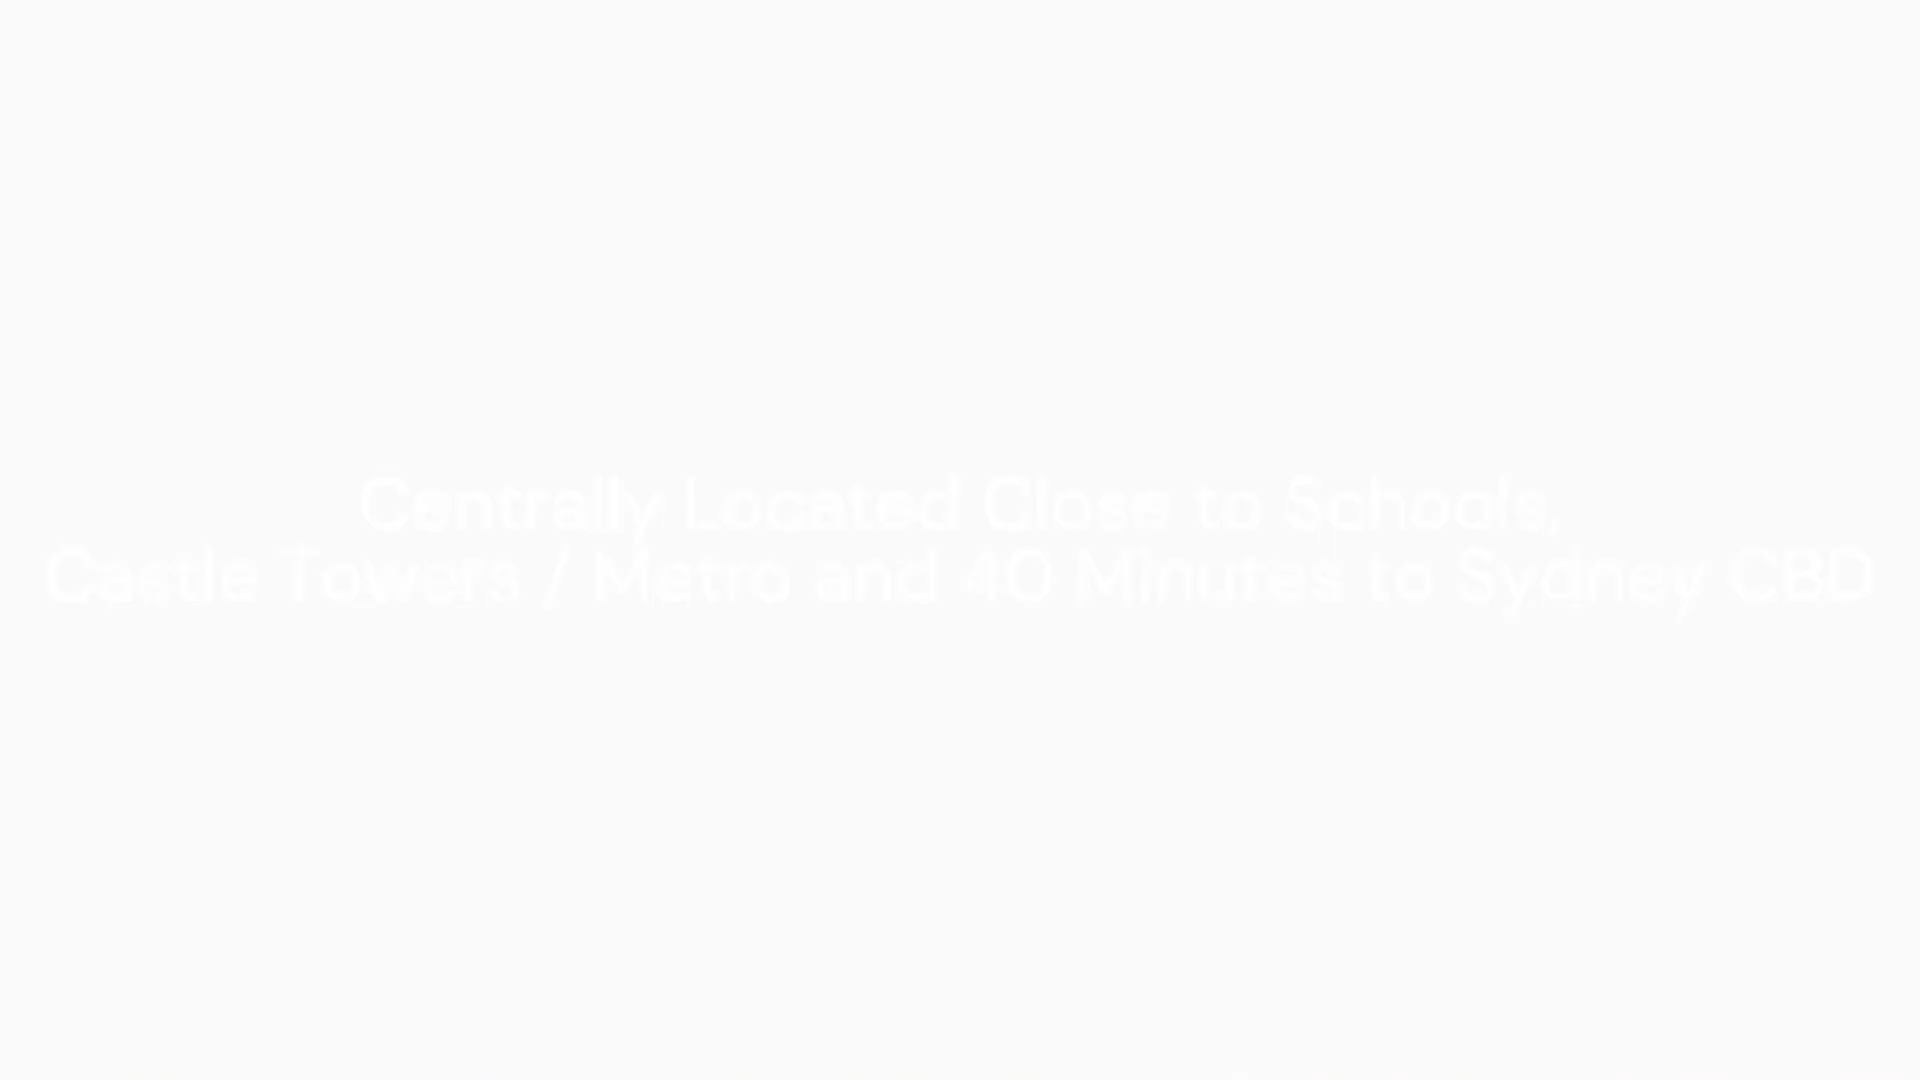 Centrally Located Close to Schools,
Castle Towers / Metro and 40 Minutes to Sydney CBD